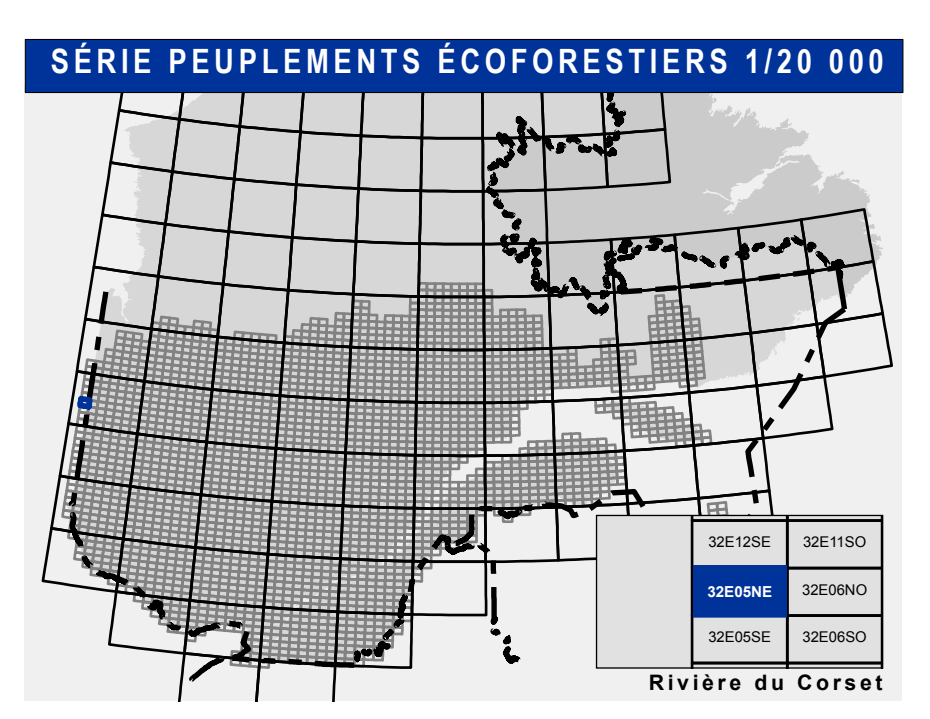 SÉRIE PEUPLEMENTS ÉCOFORESTIERS 1/20 000
32E12SE 32E11SO
32E05NE 32E06NO
32E05SE 32E06SO
Rivière du Corset